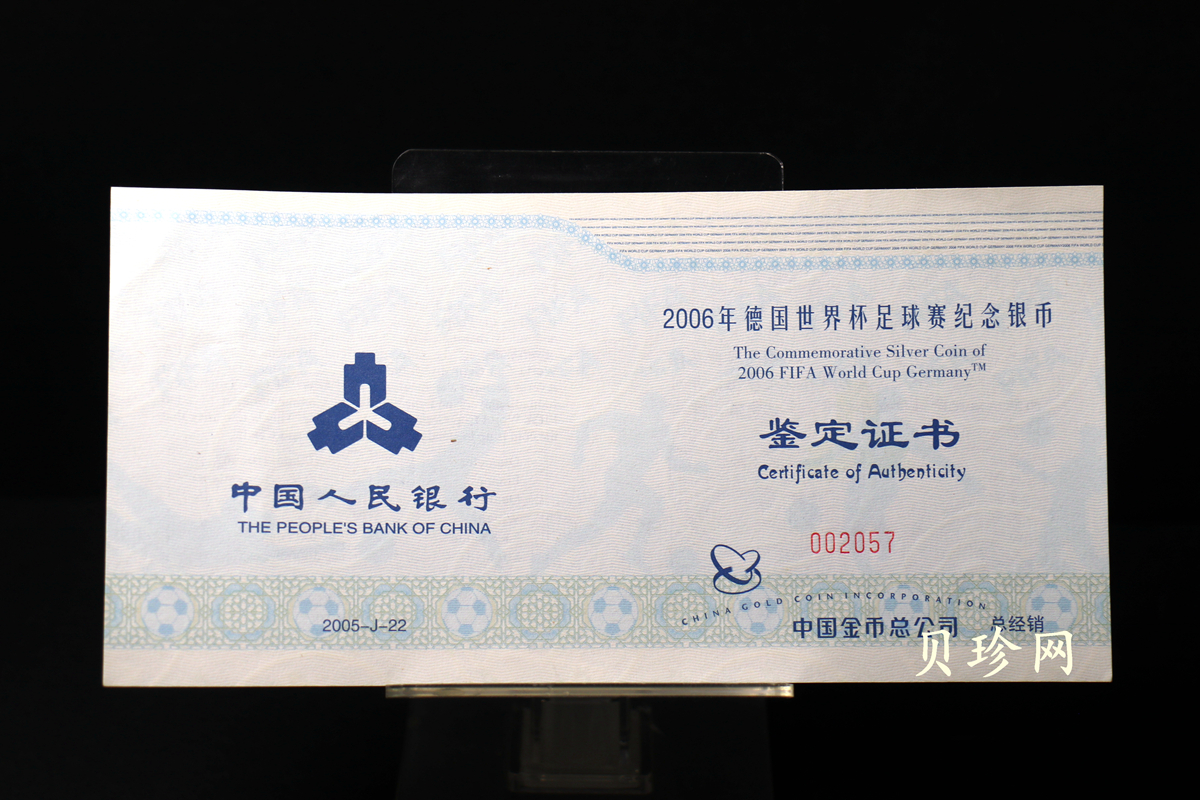 2006年德国世界杯足球赛纪念银币
The Commemorative Silver Coin of
2006 FIFA World Cup Germany™
鉴定证书
Certificate of Authenticity
002057
CHINA GOLD COIN INCORPORATION
中国金币总公司 总经销
中国人民银行
THE PEOPLE'S BANK OF CHINA
2005-J-22
贝珍网